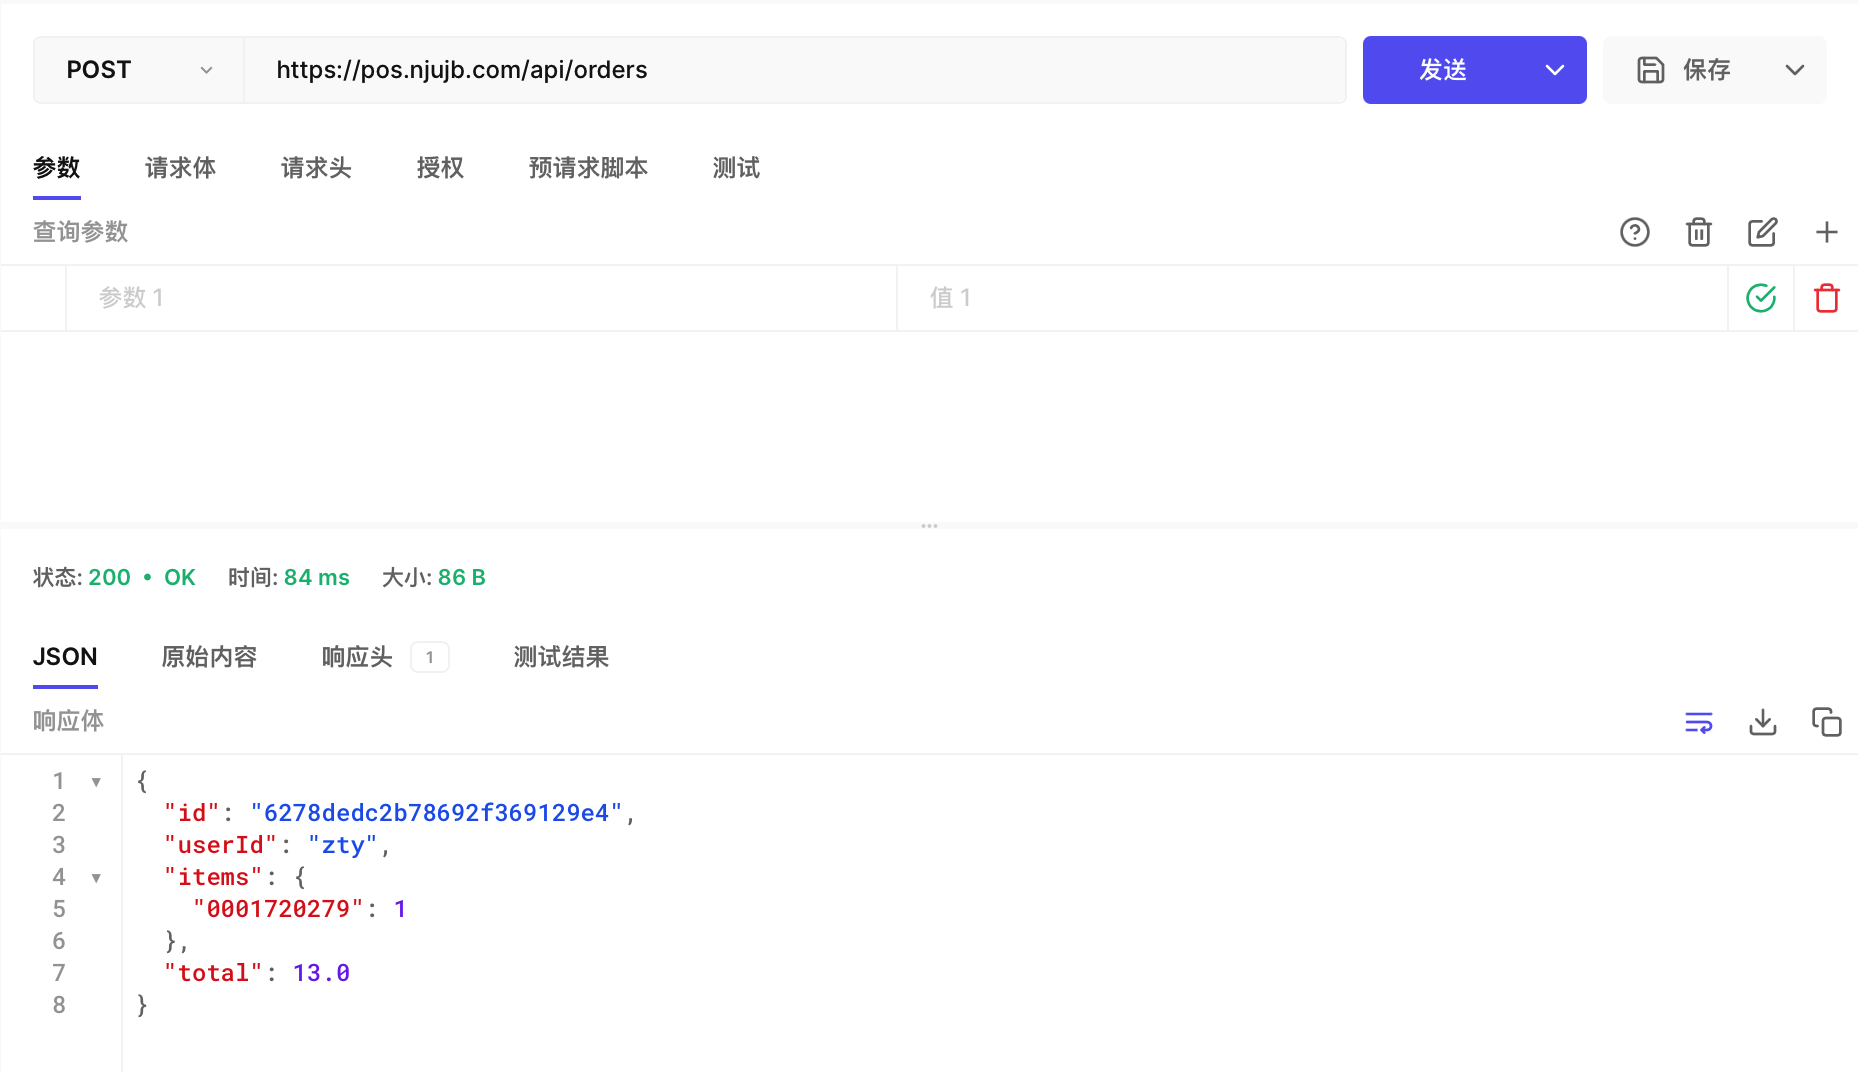 POST https://pos.njujb.com/api/orders 发送 保存
参数 请求体 请求头 授权 预请求脚本 测试
查询参数
参数 1 值 1
状态: 200 • OK 时间: 84 ms 大小: 86 B
JSON 原始内容 响应头 1 测试结果
响应体
1 {
2 "id": "6278dedc2b78692f369129e4",
3 "userId": "zty",
4 "items": {
5 "0001720279": 1
6 },
7 "total": 13.0
8 }